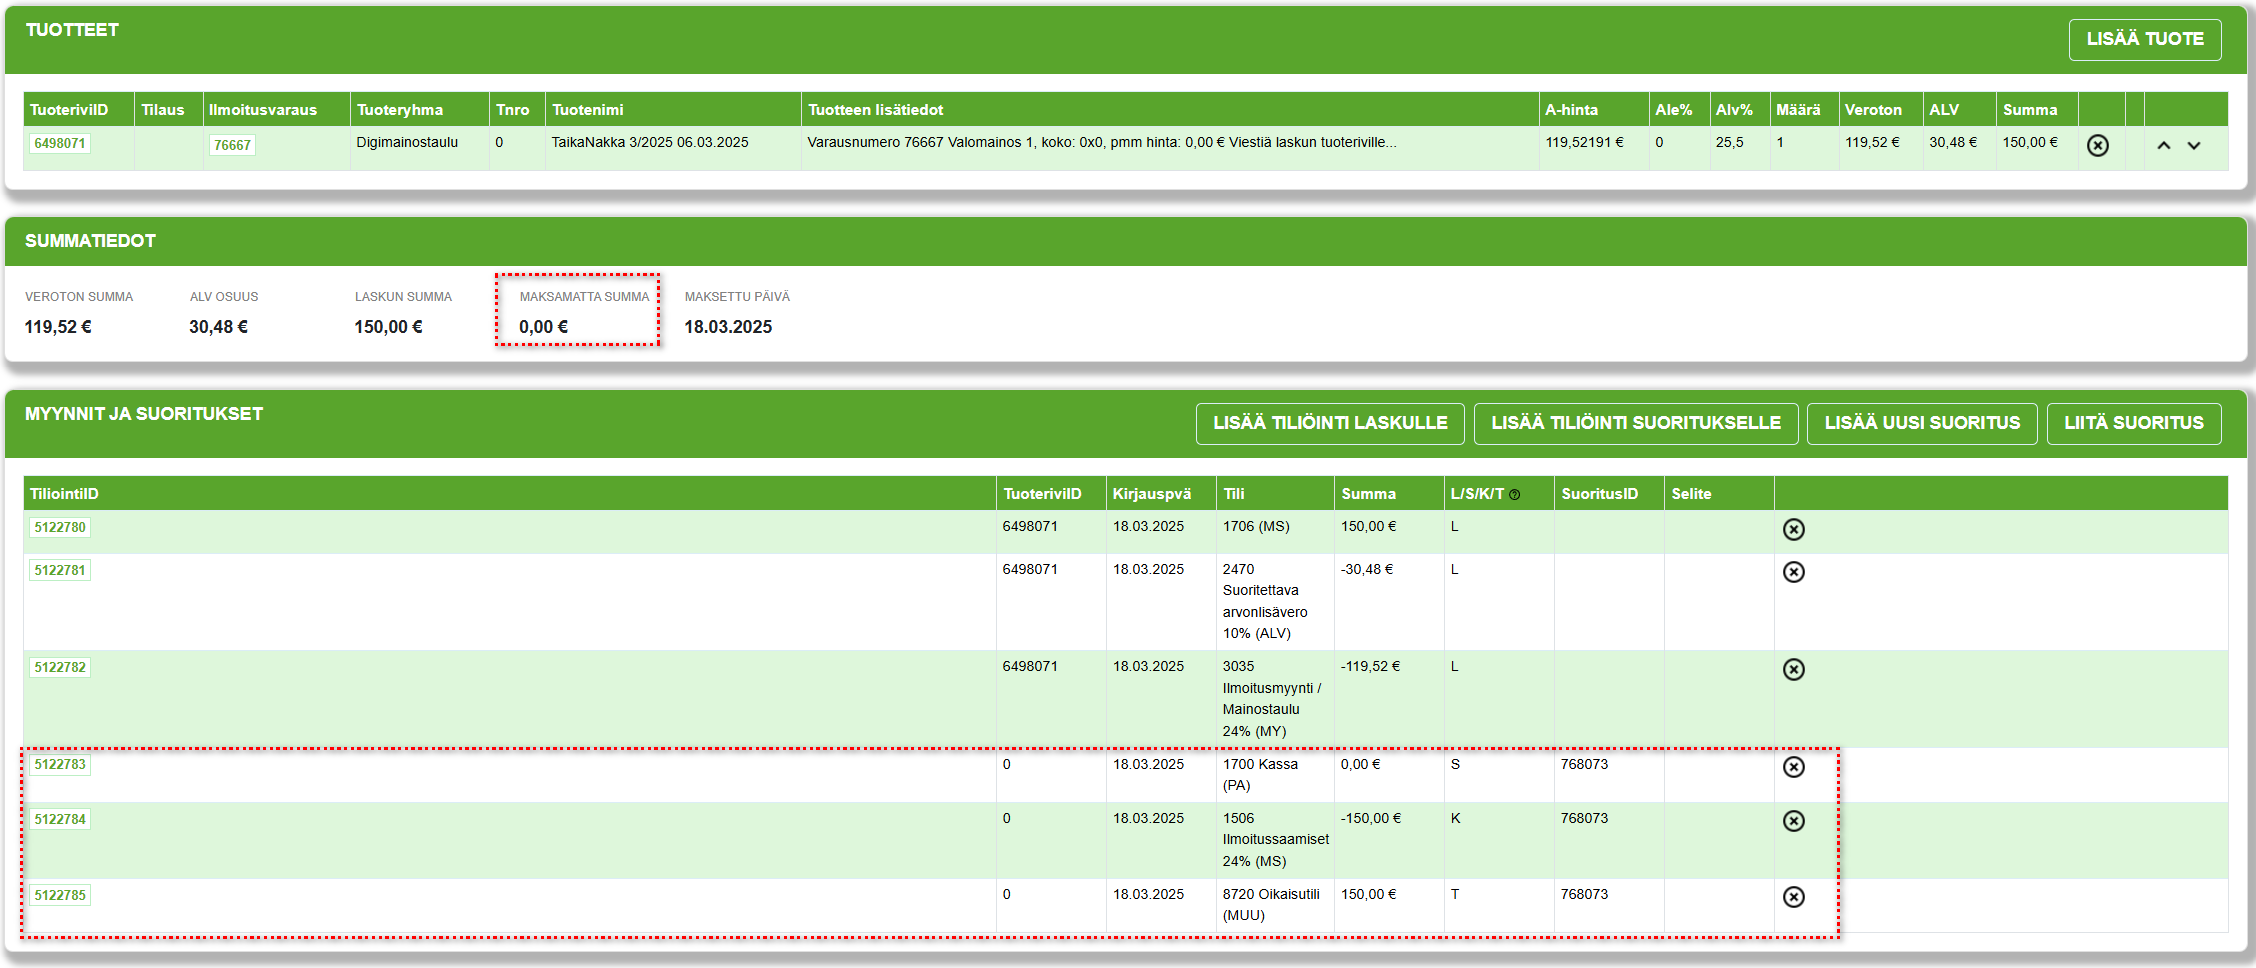 TUOTTEET
LISÄÄ TUOTE
TuoteriviID Tilaus Ilmoitusvaraus Tuoteryhma Tnro Tuotenimi Tuotteen lisätiedot A-hinta Ale% Alv% Määrä Veroton ALV Summa
6498071 76667 Digimainostaulu 0 TaikaNakka 3/2025 06.03.2025 Varausnumero 76667 Valomainos 1, koko: 0x0, pmm hinta: 0,00 € Viestiä laskun tuoteriville... 119,52191 € 0 25,5 1 119,52 € 30,48 € 150,00 €
SUMMATIEDOT
VEROTON SUMMA ALV OSUUS LASKUN SUMMA MAKSAMATTA SUMMA MAKSETTU PÄIVÄ
119,52 € 30,48 € 150,00 € 0,00 € 18.03.2025
MYYNNIT JA SUORITUKSET
LISÄÄ TILIÖINTI LASKULLE LISÄÄ TILIÖINTI SUORITUKSELLE LISÄÄ UUSI SUORITUS LIITÄ SUORITUS
TiliointiID TuoteriviID Kirjauspvä Tili Summa L/S/K/T SuoritusID Selite
5122780 6498071 18.03.2025 1706 (MS) 150,00 € L
5122781 6498071 18.03.2025 2470 -30,48 € L
Suoritettava
arvonlisävero
10% (ALV)
5122782 6498071 18.03.2025 3035 -119,52 € L
Ilmoitusmyynti /
Mainostaulu
24% (MY)
5122783 0 18.03.2025 1700 Kassa 0,00 € S 768073
(PA)
5122784 0 18.03.2025 1506 -150,00 € K 768073
Ilmoitussaamiset
24% (MS)
5122785 0 18.03.2025 8720 Oikaisutili 150,00 € T 768073
(MUU)